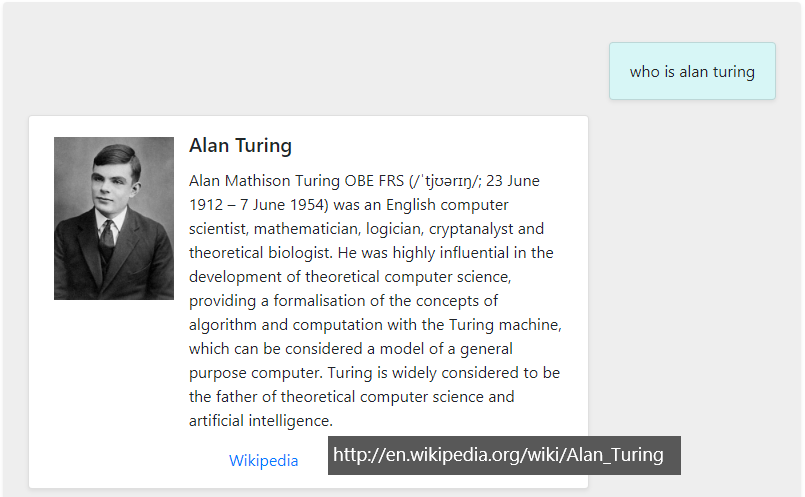 who is alan turing
Alan Turing
Alan Mathison Turing OBE FRS (/ˈtjʊərɪŋ/; 23 June
1912 – 7 June 1954) was an English computer
scientist, mathematician, logician, cryptanalyst and
theoretical biologist. He was highly influential in the
development of theoretical computer science,
providing a formalisation of the concepts of
algorithm and computation with the Turing machine,
which can be considered a model of a general
purpose computer. Turing is widely considered to be
the father of theoretical computer science and
artificial intelligence.
Wikipedia
http://en.wikipedia.org/wiki/Alan_Turing